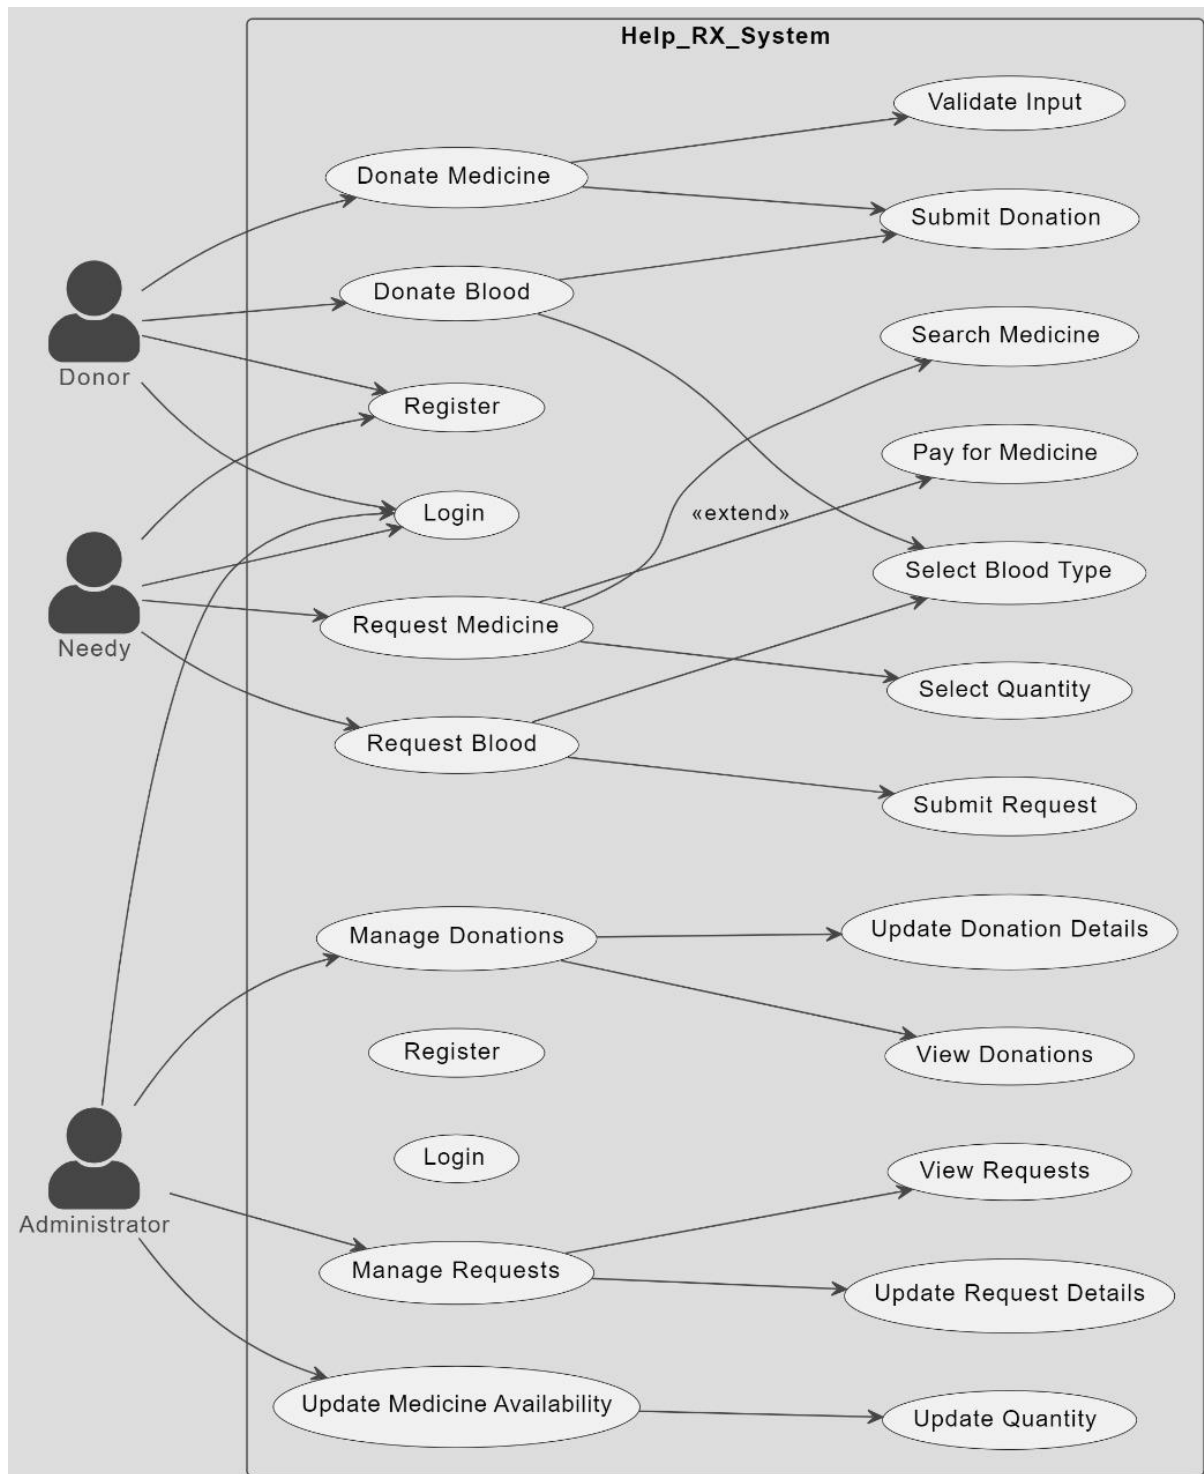 Help_RX_System
Validate Input
Donate Medicine
Submit Donation
Donate Blood
Search Medicine
Donor
Register
Pay for Medicine
Login
«extend»
Select Blood Type
Request Medicine
Needy
Select Quantity
Request Blood
Submit Request
Manage Donations
Update Donation Details
Register
View Donations
Login
View Requests
Administrator
Manage Requests
Update Request Details
Update Medicine Availability
Update Quantity